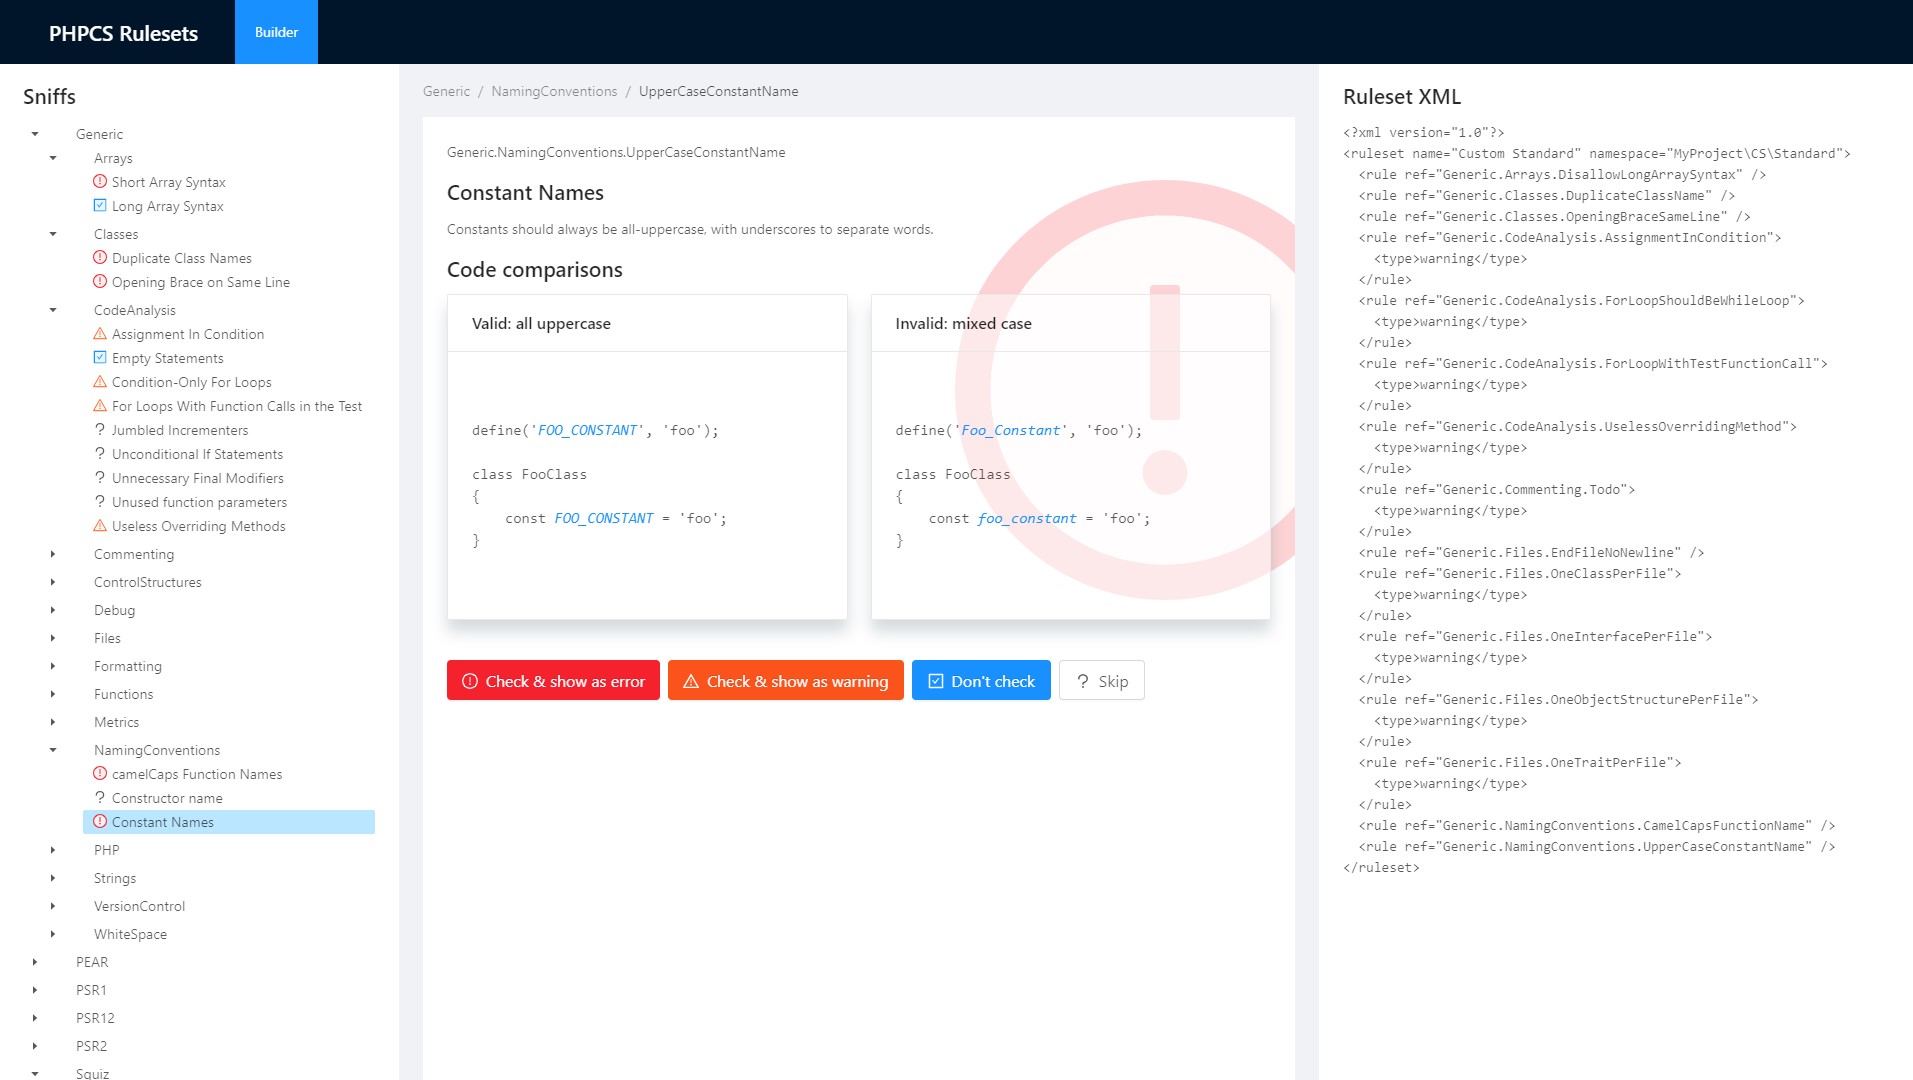 PHPCS Rulesets
Builder
Sniffs
Generic
Arrays
Short Array Syntax
Long Array Syntax
Classes
Duplicate Class Names
Opening Brace on Same Line
CodeAnalysis
Assignment In Condition
Empty Statements
Condition-Only For Loops
For Loops With Function Calls in the Test
? Jumbled Incrementers
? Unconditional If Statements
? Unnecessary Final Modifiers
? Unused function parameters
Useless Overriding Methods
Commenting
ControlStructures
Debug
Files
Formatting
Functions
Metrics
NamingConventions
camelCaps Function Names
? Constructor name
Constant Names
PHP
Strings
VersionControl
WhiteSpace
PEAR
PSR1
PSR12
PSR2
Squiz
Generic / NamingConventions / UpperCaseConstantName
Generic.NamingConventions.UpperCaseConstantName
Constant Names
Constants should always be all-uppercase, with underscores to separate words.
Code comparisons
Valid: all uppercase
define('FOO_CONSTANT', 'foo');
class FooClass
{
const FOO_CONSTANT = 'foo';
}
Invalid: mixed case
define('Foo_Constant', 'foo');
class FooClass
{
const foo_constant = 'foo';
}
Check & show as error
Check & show as warning
Don't check
? Skip
Ruleset XML
<?xml version="1.0"?>
<ruleset name="Custom Standard" namespace="MyProject\CS\Standard">
<rule ref="Generic.Arrays.DisallowLongArraySyntax" />
<rule ref="Generic.Classes.DuplicateClassName" />
<rule ref="Generic.Classes.OpeningBraceSameLine" />
<rule ref="Generic.CodeAnalysis.AssignmentInCondition">
<type>warning</type>
</rule>
<rule ref="Generic.CodeAnalysis.ForLoopShouldBeWhileLoop">
<type>warning</type>
</rule>
<rule ref="Generic.CodeAnalysis.ForLoopWithTestFunctionCall">
<type>warning</type>
</rule>
<rule ref="Generic.CodeAnalysis.UselessOverridingMethod">
<type>warning</type>
</rule>
<rule ref="Generic.Commenting.Todo">
<type>warning</type>
</rule>
<rule ref="Generic.Files.EndFileNoNewline" />
<rule ref="Generic.Files.OneClassPerFile">
<type>warning</type>
</rule>
<rule ref="Generic.Files.OneInterfacePerFile">
<type>warning</type>
</rule>
<rule ref="Generic.Files.OneObjectStructurePerFile">
<type>warning</type>
</rule>
<rule ref="Generic.Files.OneTraitPerFile">
<type>warning</type>
</rule>
<rule ref="Generic.NamingConventions.CamelCapsFunctionName" />
<rule ref="Generic.NamingConventions.UpperCaseConstantName" />
</ruleset>